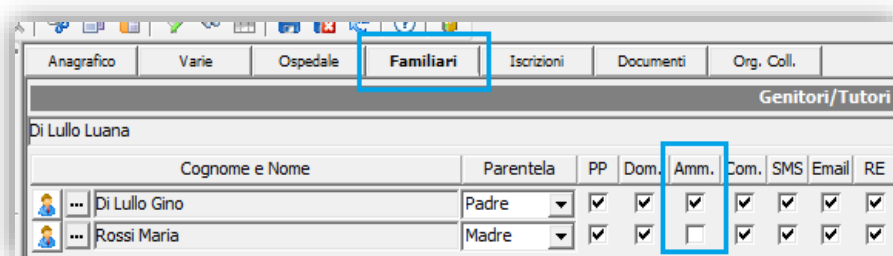 Anagrafico Varie Ospedale Familiari Iscrizioni Documenti Org. Coll.
Genitori/Tutori
Di Lullo Luana
Cognome e Nome Parentela PP Dom. Amm. Com. SMS Email RE
... Di Lullo Gino Padre
... Rossi Maria Madre